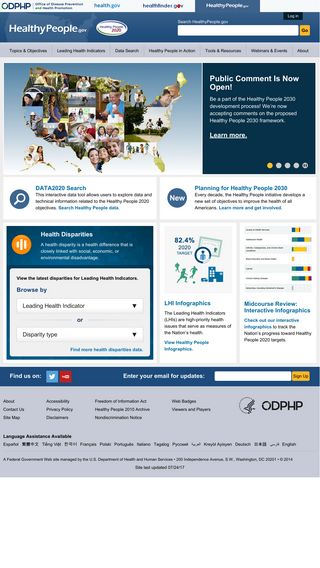 ODPHP Office of Disease Prevention and Health Promotion
health.gov
healthfinder.gov
HealthyPeople.gov
Log in
HealthyPeople.gov
Healthy People 2020
Search HealthyPeople.gov
Go
Topics & Objectives
Leading Health Indicators
Data Search
Healthy People in Action
Tools & Resources
Webinars & Events
About
Public Comment Is Now
Open!
Be a part of the Healthy People 2030
development process! We're now
accepting comments on the proposed
Healthy People 2030 framework.
Learn more.
DATA2020 Search
This interactive data tool allows users to explore data and
technical information related to the Healthy People 2020
objectives. Search Healthy People data.
New
Planning for Healthy People 2030
Every decade, the Healthy People initiative develops a
new set of objectives to improve the health of all
Americans. Learn more and get involved.
Health Disparities
A health disparity is a health difference that is
closely linked with social, economic, or
environmental disadvantage.
View the latest disparities for Leading Health Indicators.
Browse by
Leading Health Indicator
or
Disparity type
Find more health disparities data.
82.4%
2020
TARGET
LHI Infographics
The Leading Health Indicators
(LHIs) are high-priority health
issues that serve as measures of
the Nation's health.
View Healthy People
Infographics.
Midcourse Review:
Interactive Infographics
Check out our interactive
infographics to track the
Nation's progress toward Healthy
People 2020 targets.
Find us on:
You Tube
Enter your email for updates:
Sign Up
About
Contact Us
Site Map
Accessibility
Privacy Policy
Disclaimers
Freedom of Information Act
Healthy People 2010 Archive
Nondiscrimination Notice
Web Badges
Viewers and Players
ODPHP
Language Assistance Available
Español 繁體中文 Tiếng Việt 한국어 Français Polski Português Italiano Tagalog Русский العربية Kreyòl Ayisyen Deutsch 日本語 فارسی English
A Federal Government Web site managed by the U.S. Department of Health and Human Services • 200 Independence Avenue, S.W., Washington, DC 20201 • © 2014
Site last updated 07/24/17